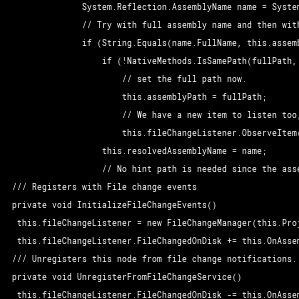 System.Reflection.AssemblyName name = System
// Try with full assembly name and then with
if (String.Equals(name.FullName, this.assemb
if (!NativeMethods.IsSamePath(fullPath,
// set the full path now.
this.assemblyPath = fullPath;
// We have a new item to listen too,
this.fileChangeListener.ObserveItem(
this.resolvedAssemblyName = name;
// No hint path is needed since the asse
/// Registers with File change events
private void InitializeFileChangeEvents()
this.fileChangeListener = new FileChangeManager(this.Proj
this.fileChangeListener.FileChangedOnDisk += this.OnAssem
/// Unregisters this node from file change notifications.
private void UnregisterFromFileChangeService()
this.fileChangeListener.FileChangedOnDisk -= this.OnAssem